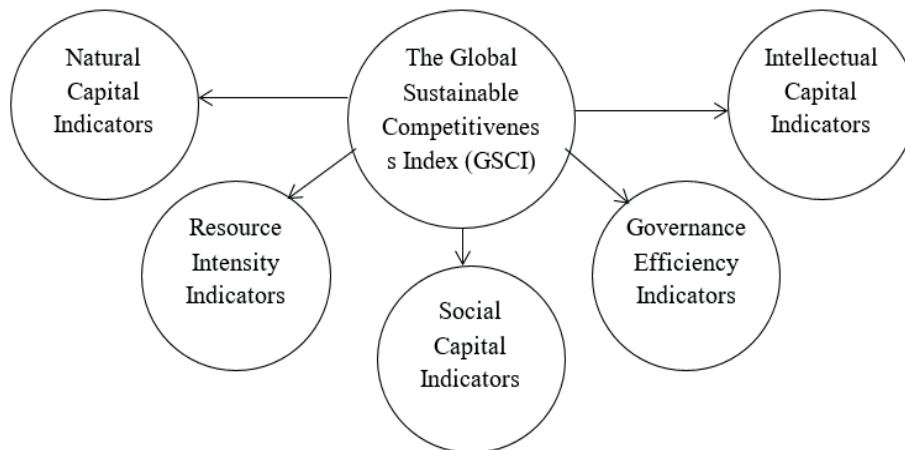 Natural
Capital
Indicators
The Global
Sustainable
Competitivenes
s Index (GSCI)
Intellectual
Capital
Indicators
Resource
Intensity
Indicators
Governance
Efficiency
Indicators
Social
Capital
Indicators